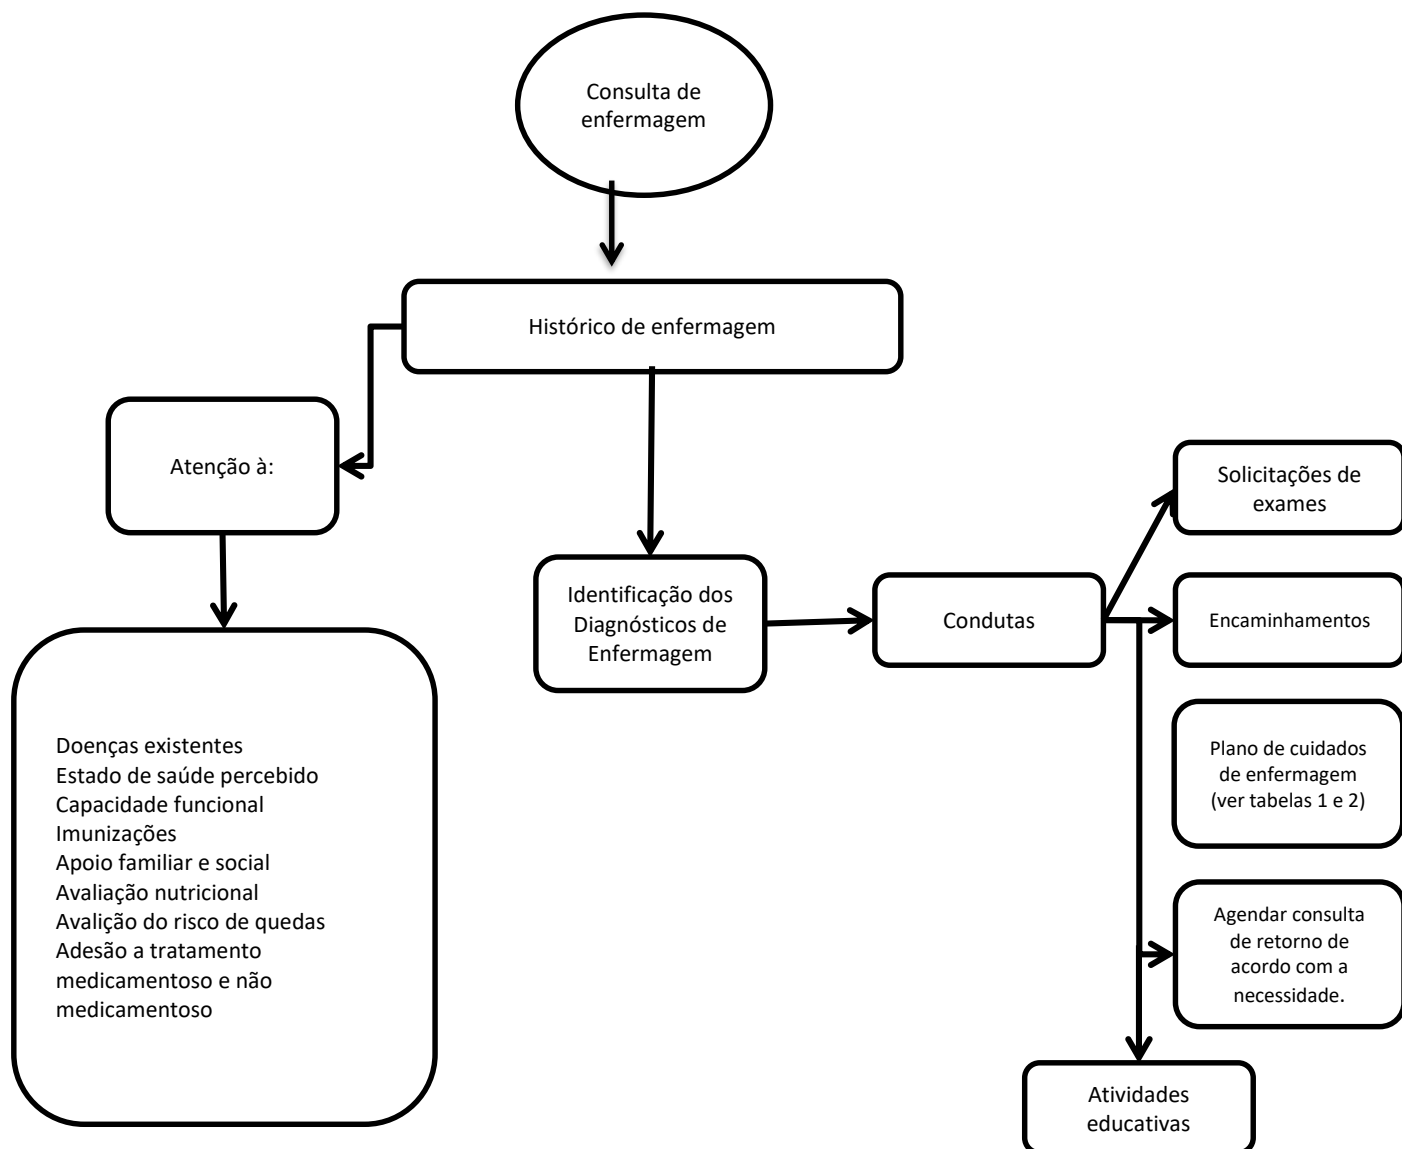 Consulta de
enfermagem
Histórico de enfermagem
Atenção à:
Doenças existentes
Estado de saúde percebido
Capacidade funcional
Imunizações
Apoio familiar e social
Avaliação nutricional
Avalição do risco de quedas
Adesão a tratamento
medicamentoso e não
medicamentoso
Identificação dos
Diagnósticos de
Enfermagem
Condutas
Solicitações de
exames
Encaminhamentos
Plano de cuidados
de enfermagem
(ver tabelas 1 e 2)
Agendar consulta
de retorno de
acordo com a
necessidade.
Atividades
educativas